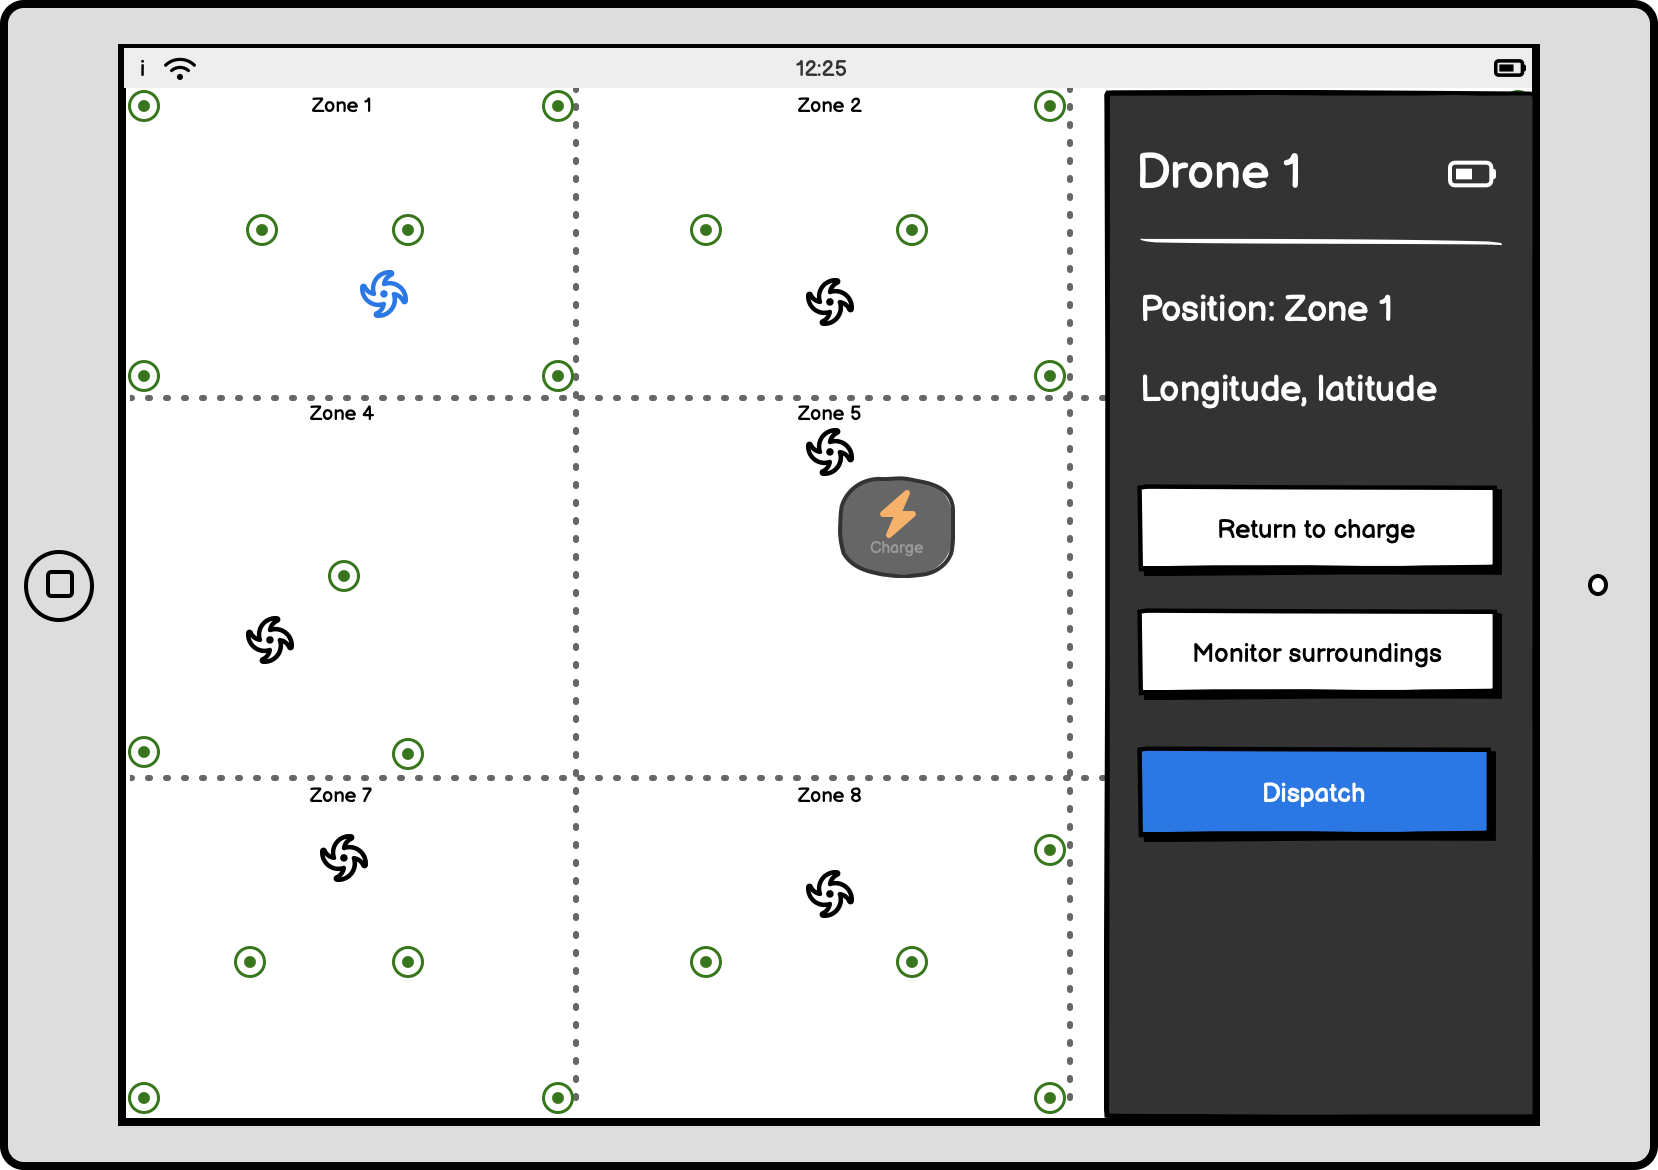 i
12:25
Zone 1
Zone 2
Drone 1
Position: Zone 1
Longitude, latitude
Zone 4
Zone 5
Charge
Return to charge
Monitor surroundings
Dispatch
Zone 7
Zone 8